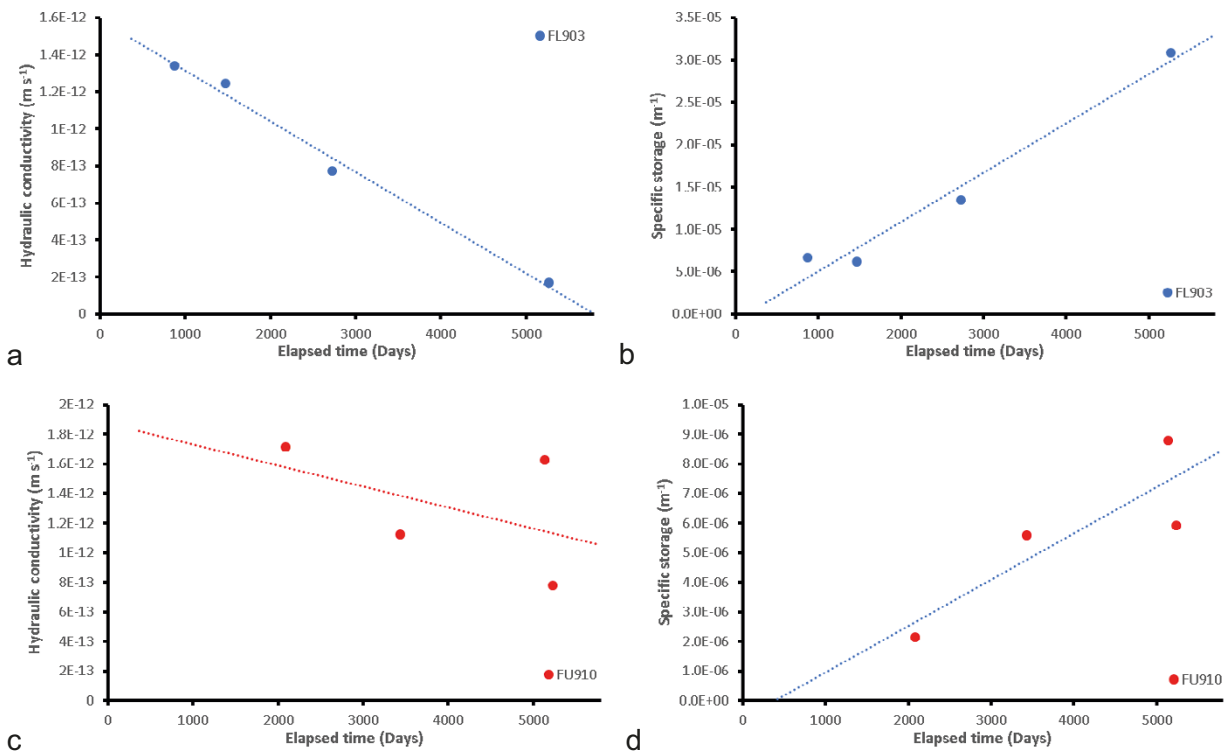 1.6E-12
1.4E-12
1.2E-12
1E-12
8E-13
6E-13
4E-13
2E-13
0
Hydraulic conductivity (m s-1)
0 1000 2000 3000 4000 5000
Elapsed time (Days)
FL903
a
3.5E-05
3.0E-05
2.5E-05
2.0E-05
1.5E-05
1.0E-05
5.0E-06
0.0E+00
Specific storage (m-1)
0 1000 2000 3000 4000 5000
Elapsed time (Days)
FL903
b
2E-12
1.8E-12
1.6E-12
1.4E-12
1.2E-12
1E-12
8E-13
6E-13
4E-13
2E-13
0
Hydraulic conductivity (m s-1)
0 1000 2000 3000 4000 5000
Elapsed time (Days)
FU910
c
1.0E-05
9.0E-06
8.0E-06
7.0E-06
6.0E-06
5.0E-06
4.0E-06
3.0E-06
2.0E-06
1.0E-06
0.0E+00
Specific storage (m-1)
0 1000 2000 3000 4000 5000
Elapsed time (Days)
FU910
d